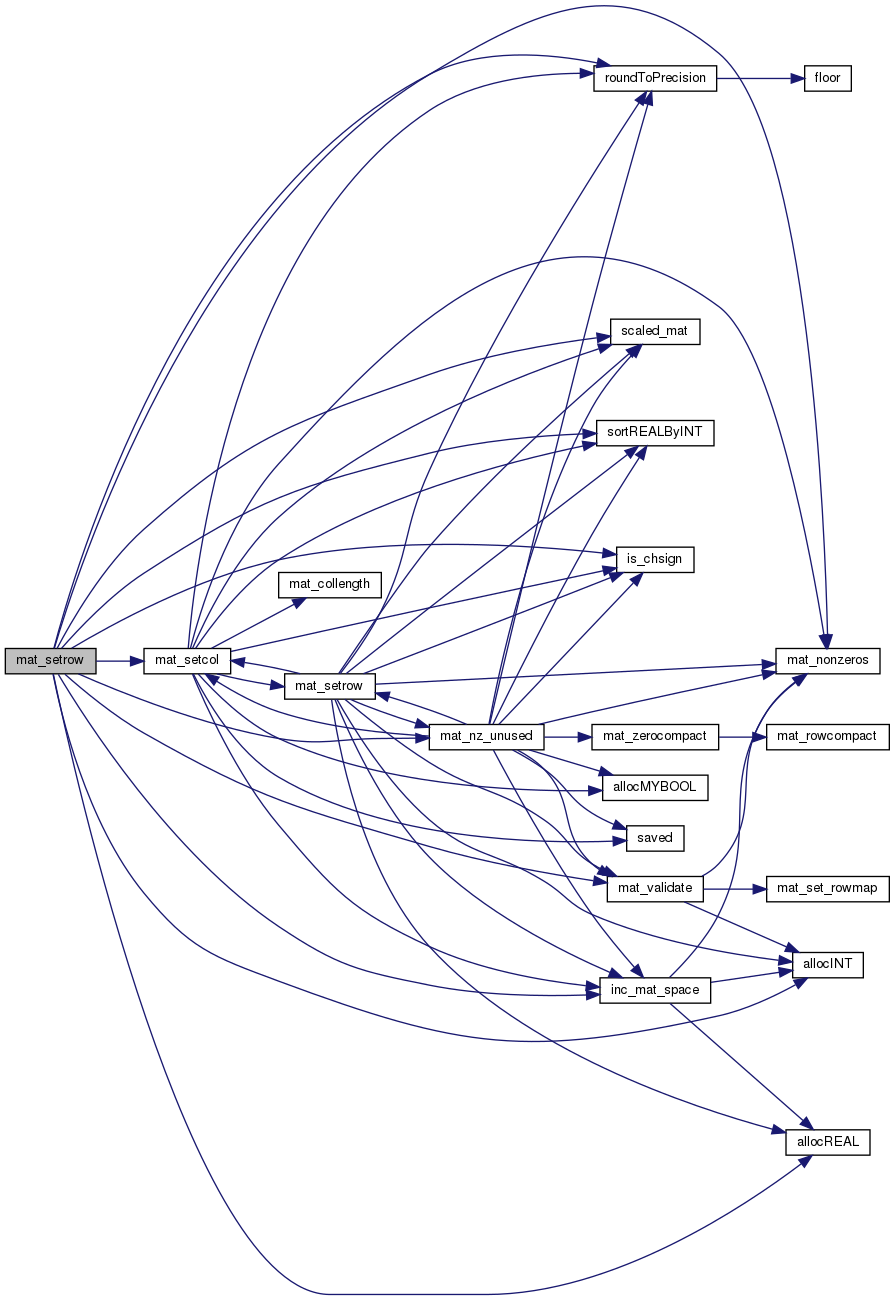 roundToPrecision
floor
scaled_mat
sortREALByINT
is_chsign
mat_collength
mat_setrow
mat_setcol
mat_nonzeros
mat_setrow
mat_nz_unused
mat_zerocompact
mat_rowcompact
allocMYBOOL
saved
mat_validate
mat_set_rowmap
allocINT
inc_mat_space
allocREAL